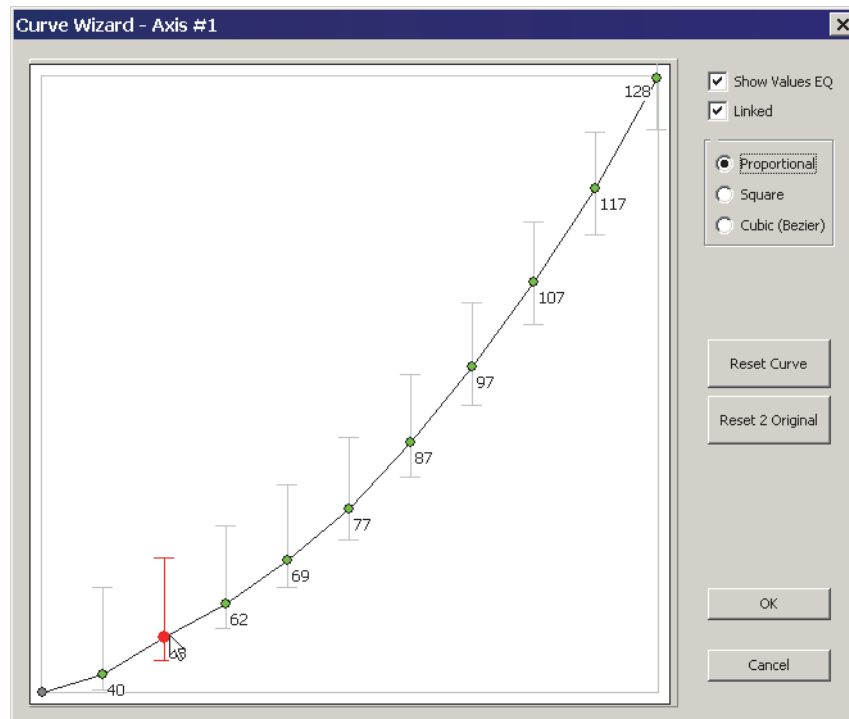 Curve Wizard - Axis #1
128
Show Values EQ
Linked
Proportional
117
Square
Cubic (Bezier)
107
97
Reset Curve
87
Reset 2 Original
77
69
62
OK
40
Cancel